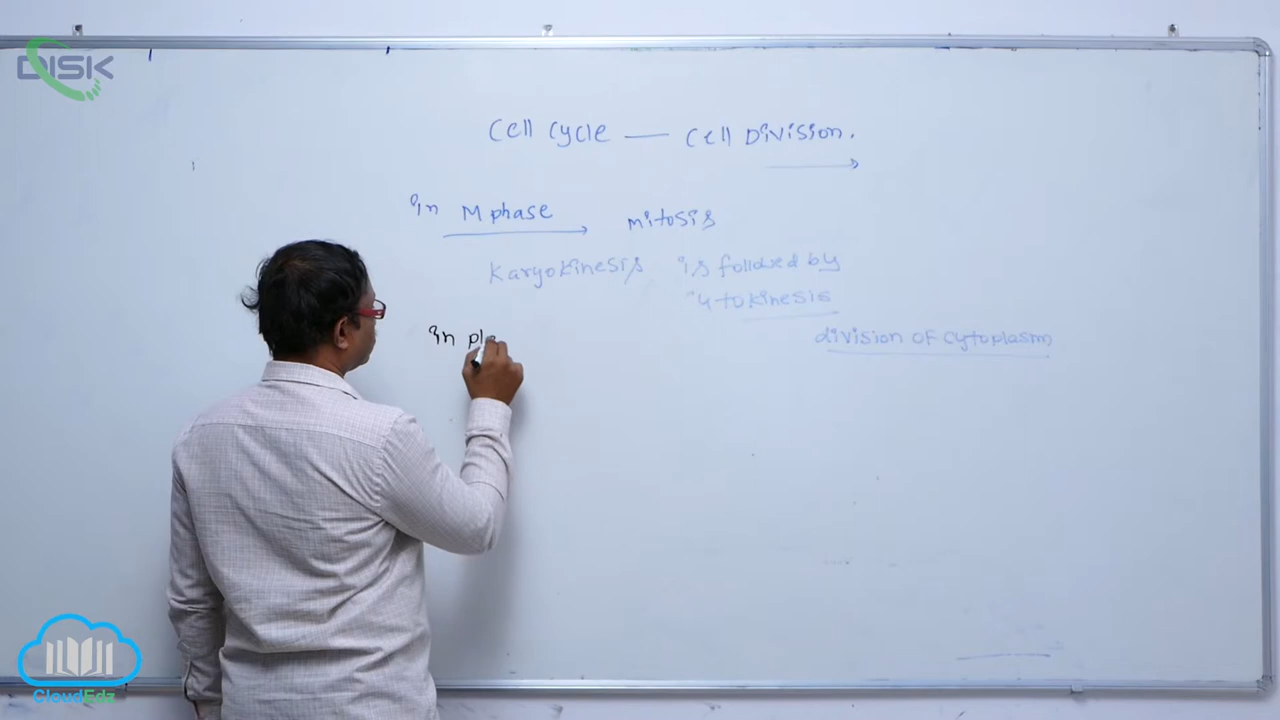 DISK
Cell Cycle — Cell Division.
in M phase → mitosis
Karyokinesis is followed by
Cytokinesis
in pl
division of cytoplasm
CloudEdz